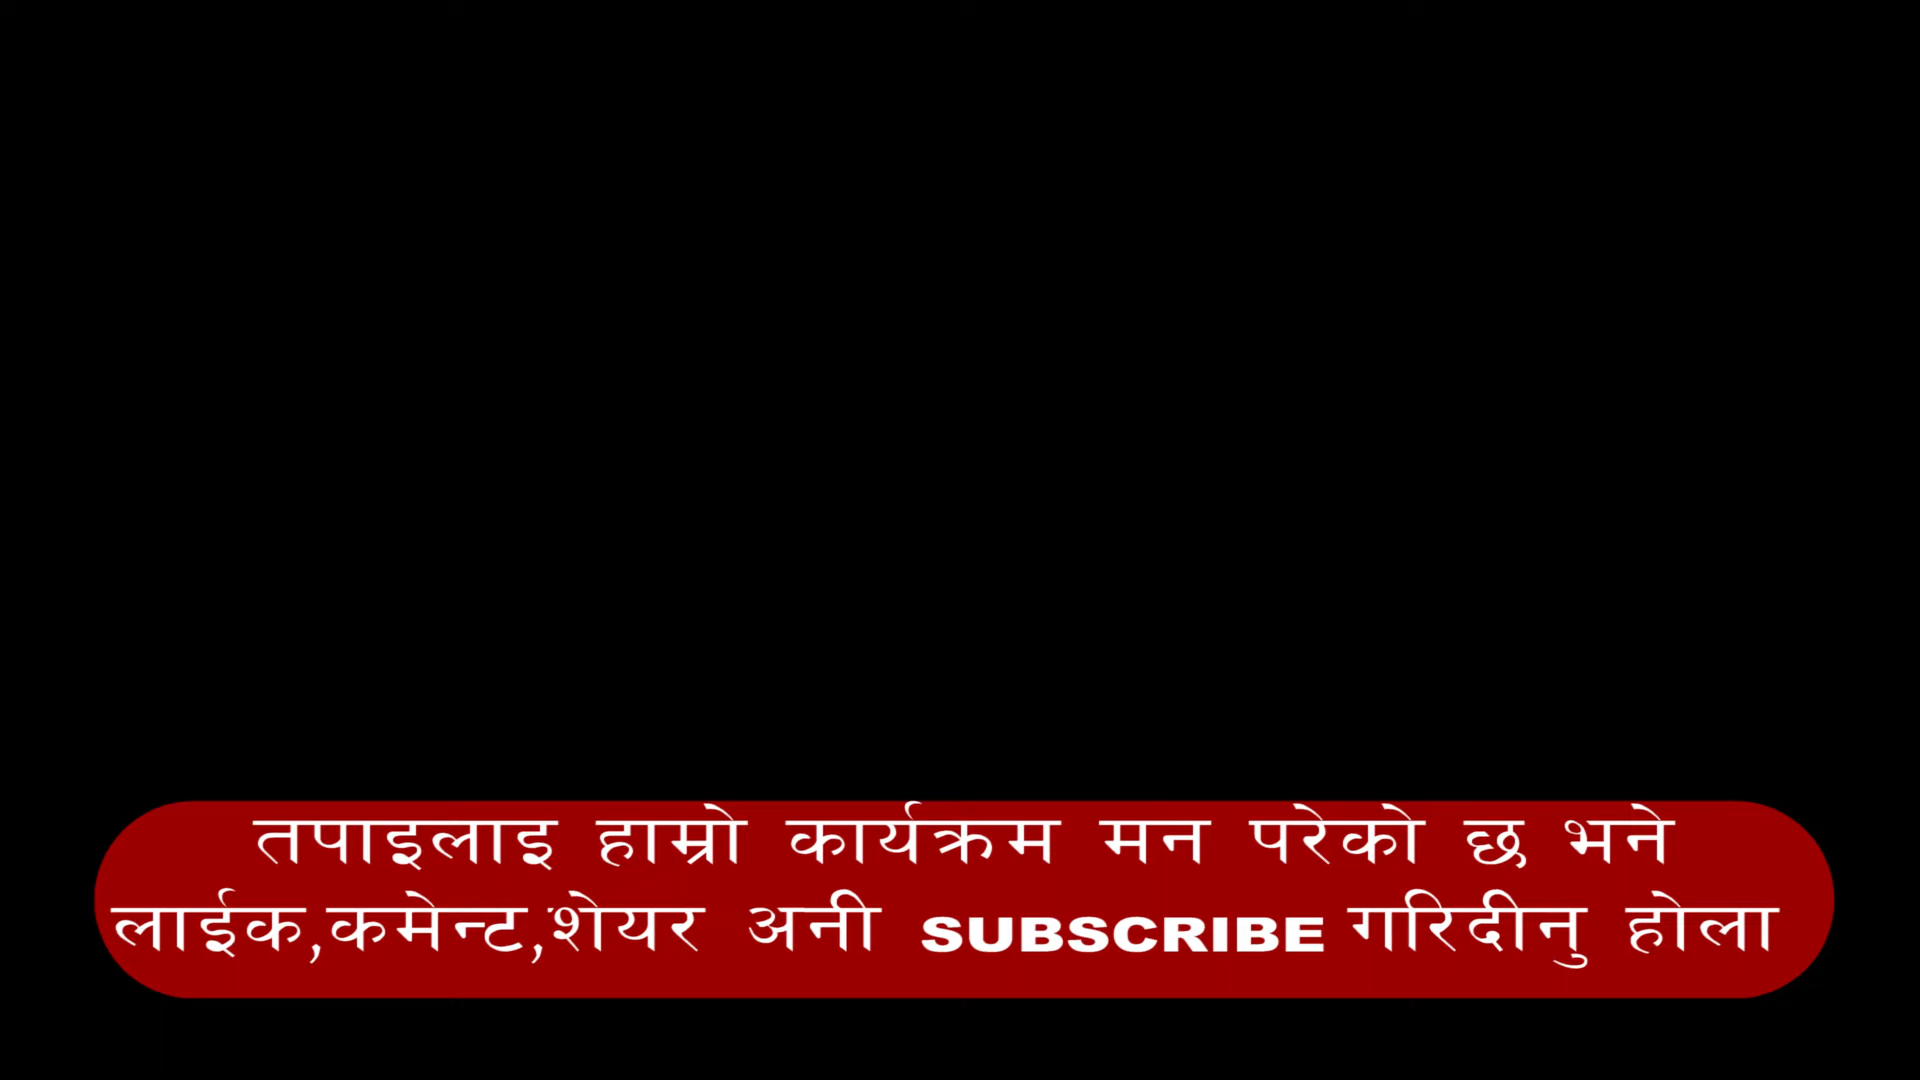 तपाइलाइ हाम्रो कार्यक्रम मन परेको छ भने
लाईक,कमेन्ट,शेयर अनी SUBSCRIBE गरिदीनु होला